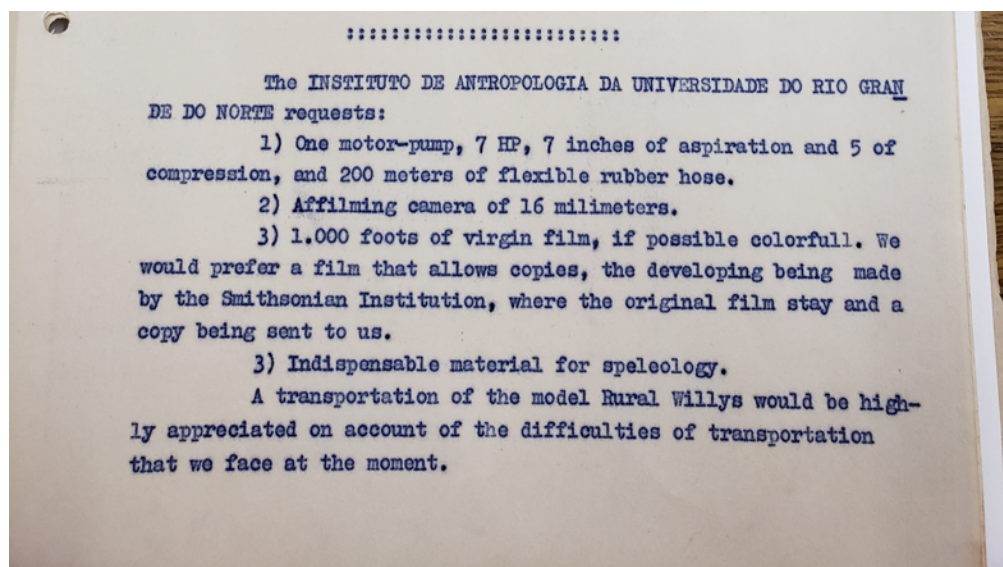 ::::::::::::::::::::::::
The INSTITUTO DE ANTROPOLOGIA DA UNIVERSIDADE DO RIO GRAN
DE DO NORTE requests:
1) One motor-pump, 7 HP, 7 inches of aspiration and 5 of
compression, and 200 meters of flexible rubber hose.
2) Affilming camera of 16 milimeters.
3) 1.000 foots of virgin film, if possible colorfull. We
would prefer a film that allows copies, the developing being made
by the Smithsonian Institution, where the original film stay and a
copy being sent to us.
3) Indispensable material for speleology.
A transportation of the model Rural Willys would be high-
ly appreciated on account of the difficulties of transportation
that we face at the moment.